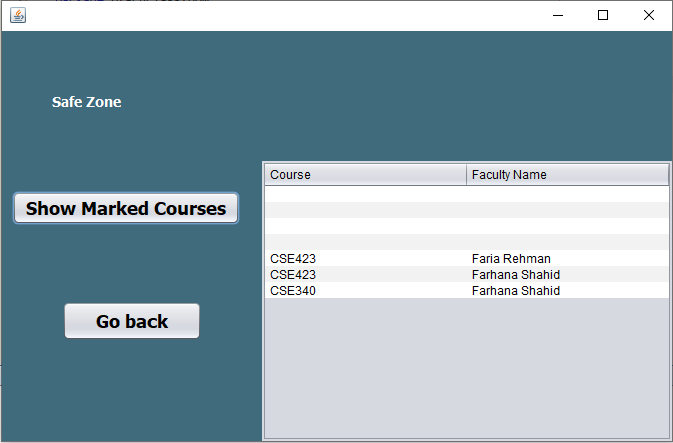 Safe Zone
Course Faculty Name
Show Marked Courses
CSE423 Faria Rehman
CSE423 Farhana Shahid
CSE340 Farhana Shahid
Go back